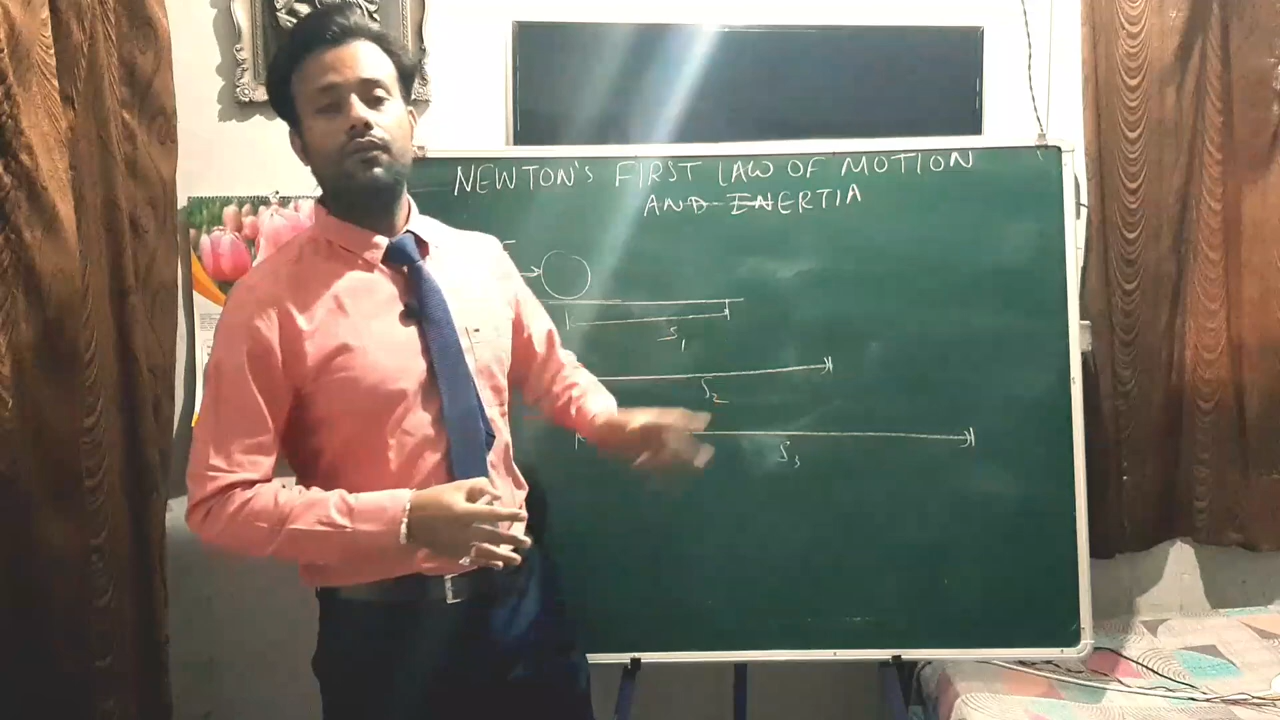 NEWTON'S FIRST LAW OF MOTION
AND INERTIA
F
S1
S2
S3